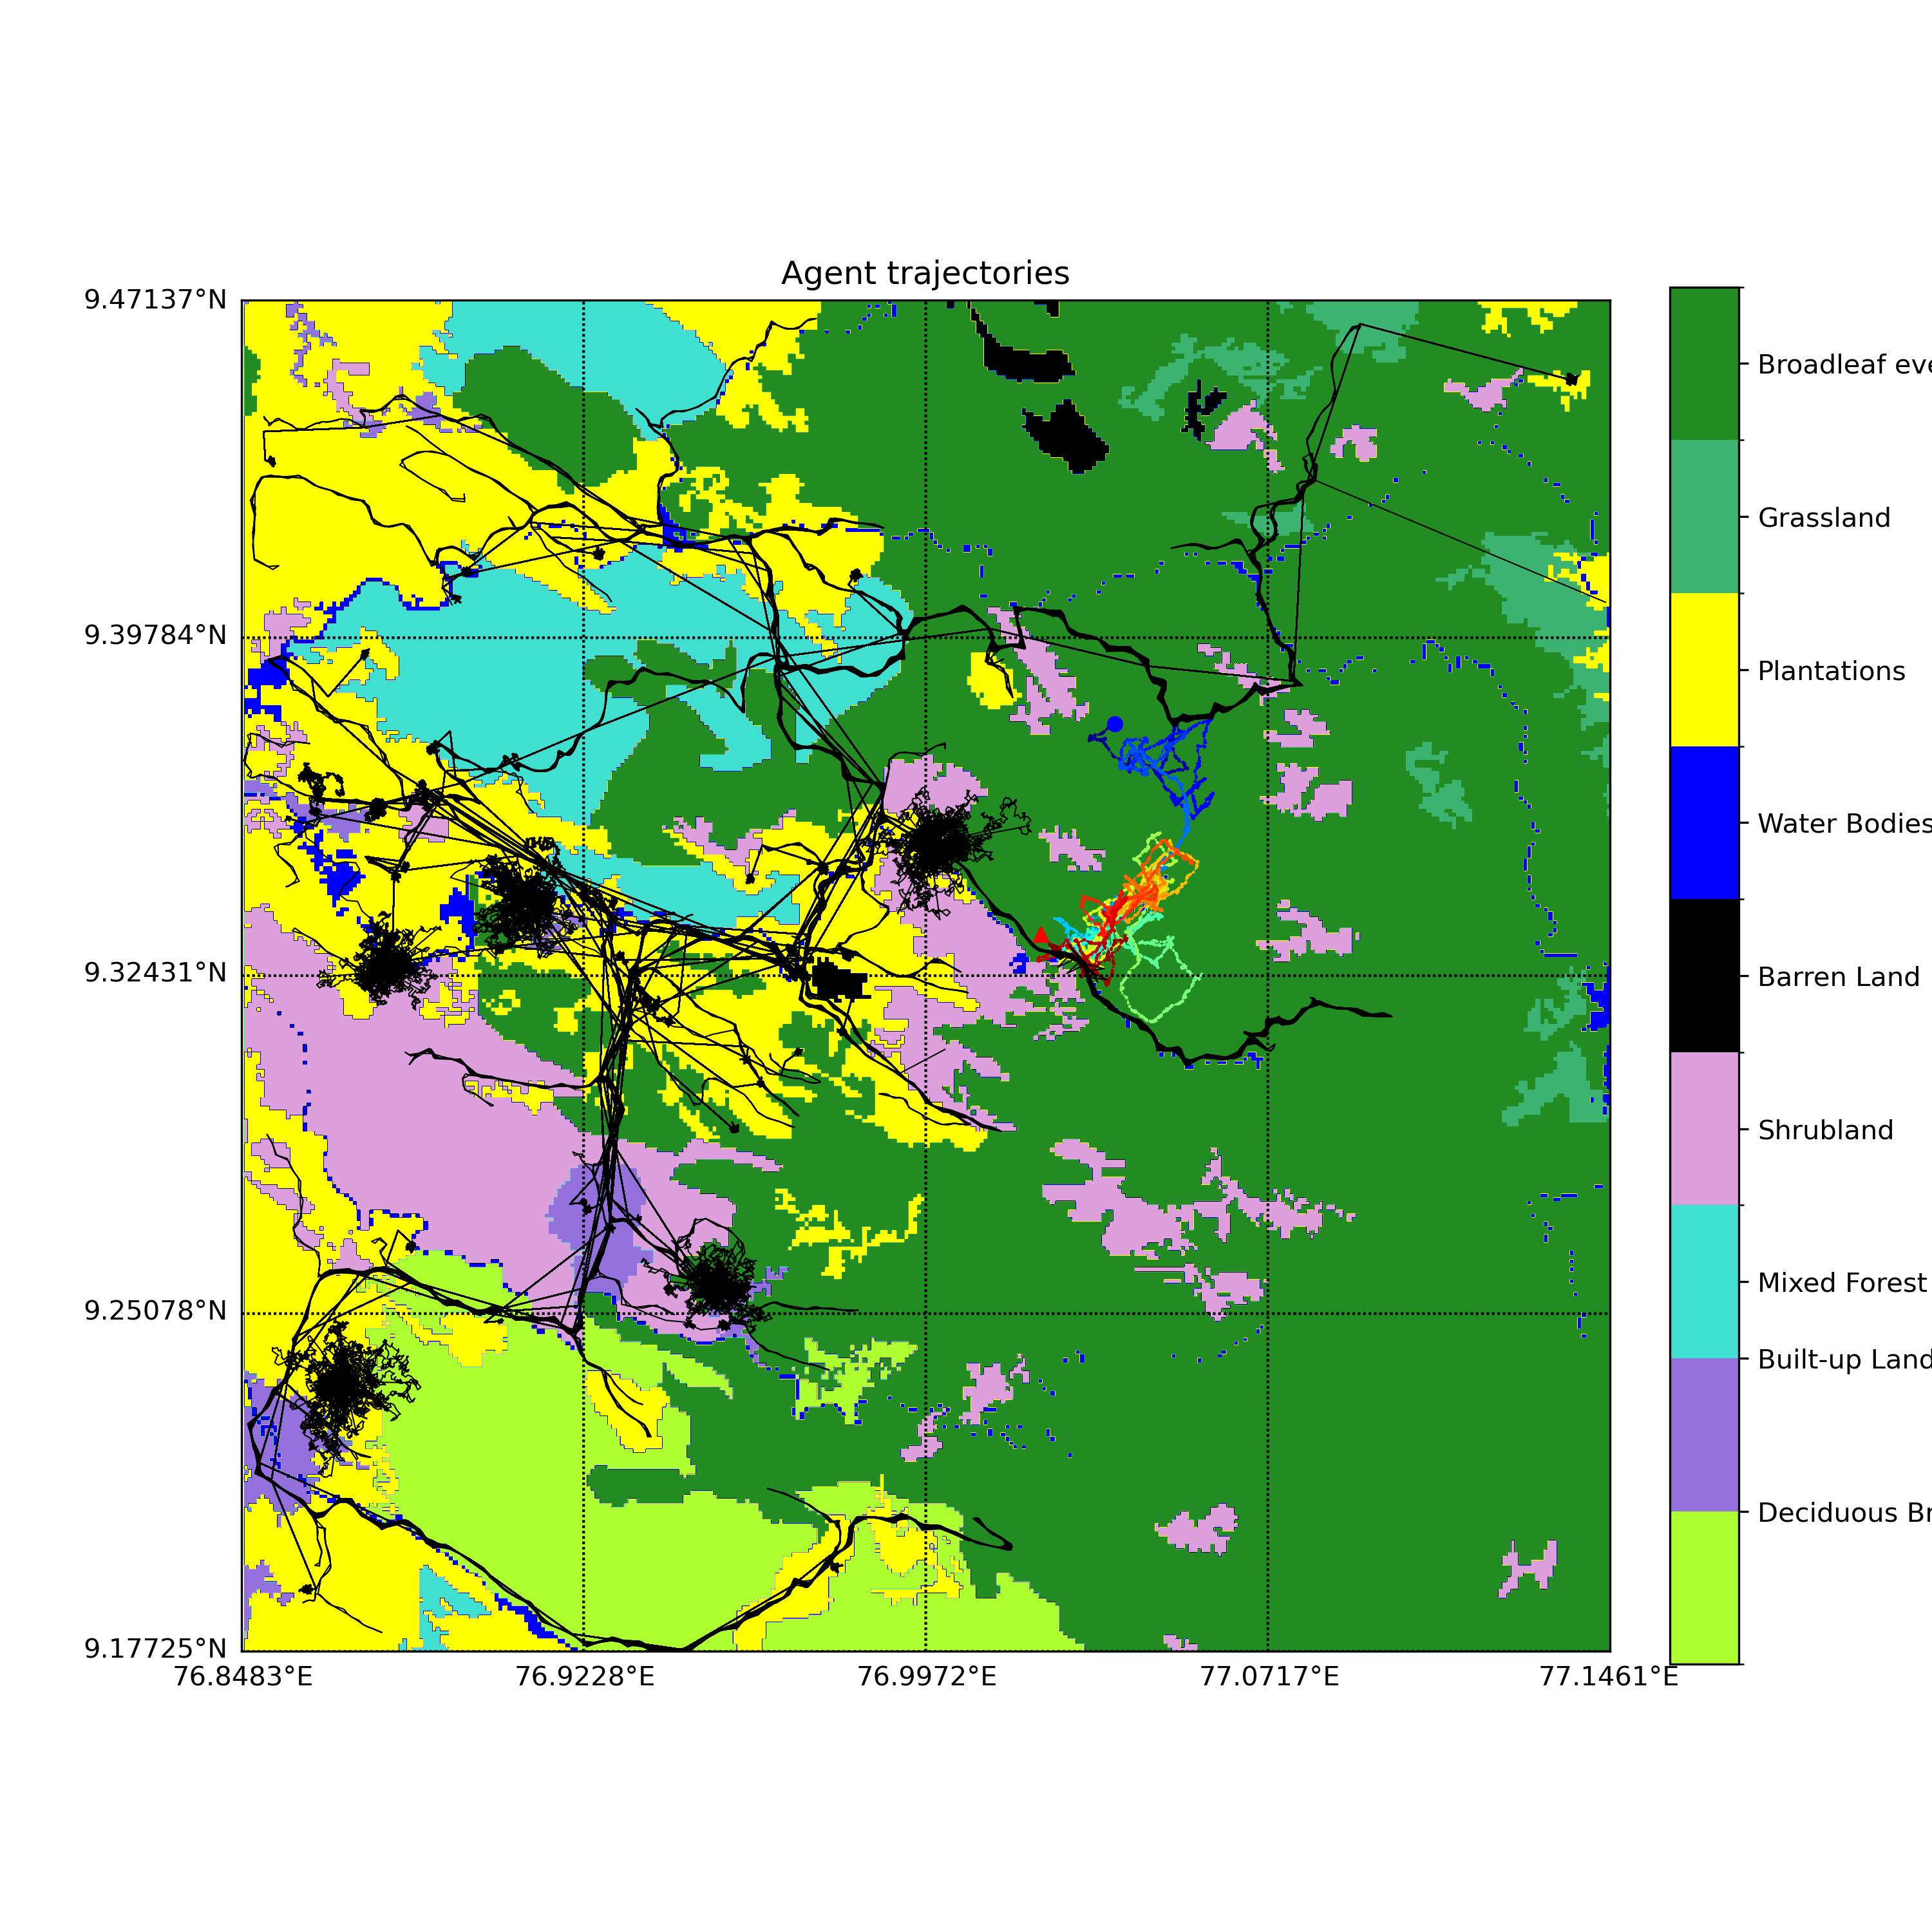 Agent trajectories
9.47137°N
9.39784°N
9.32431°N
9.25078°N
9.17725°N
76.8483°E
76.9228°E
76.9972°E
77.0717°E
77.1461°E
Broadleaf eve
Grassland
Plantations
Water Bodies
Barren Land
Shrubland
Mixed Forest
Built-up Land
Deciduous Br